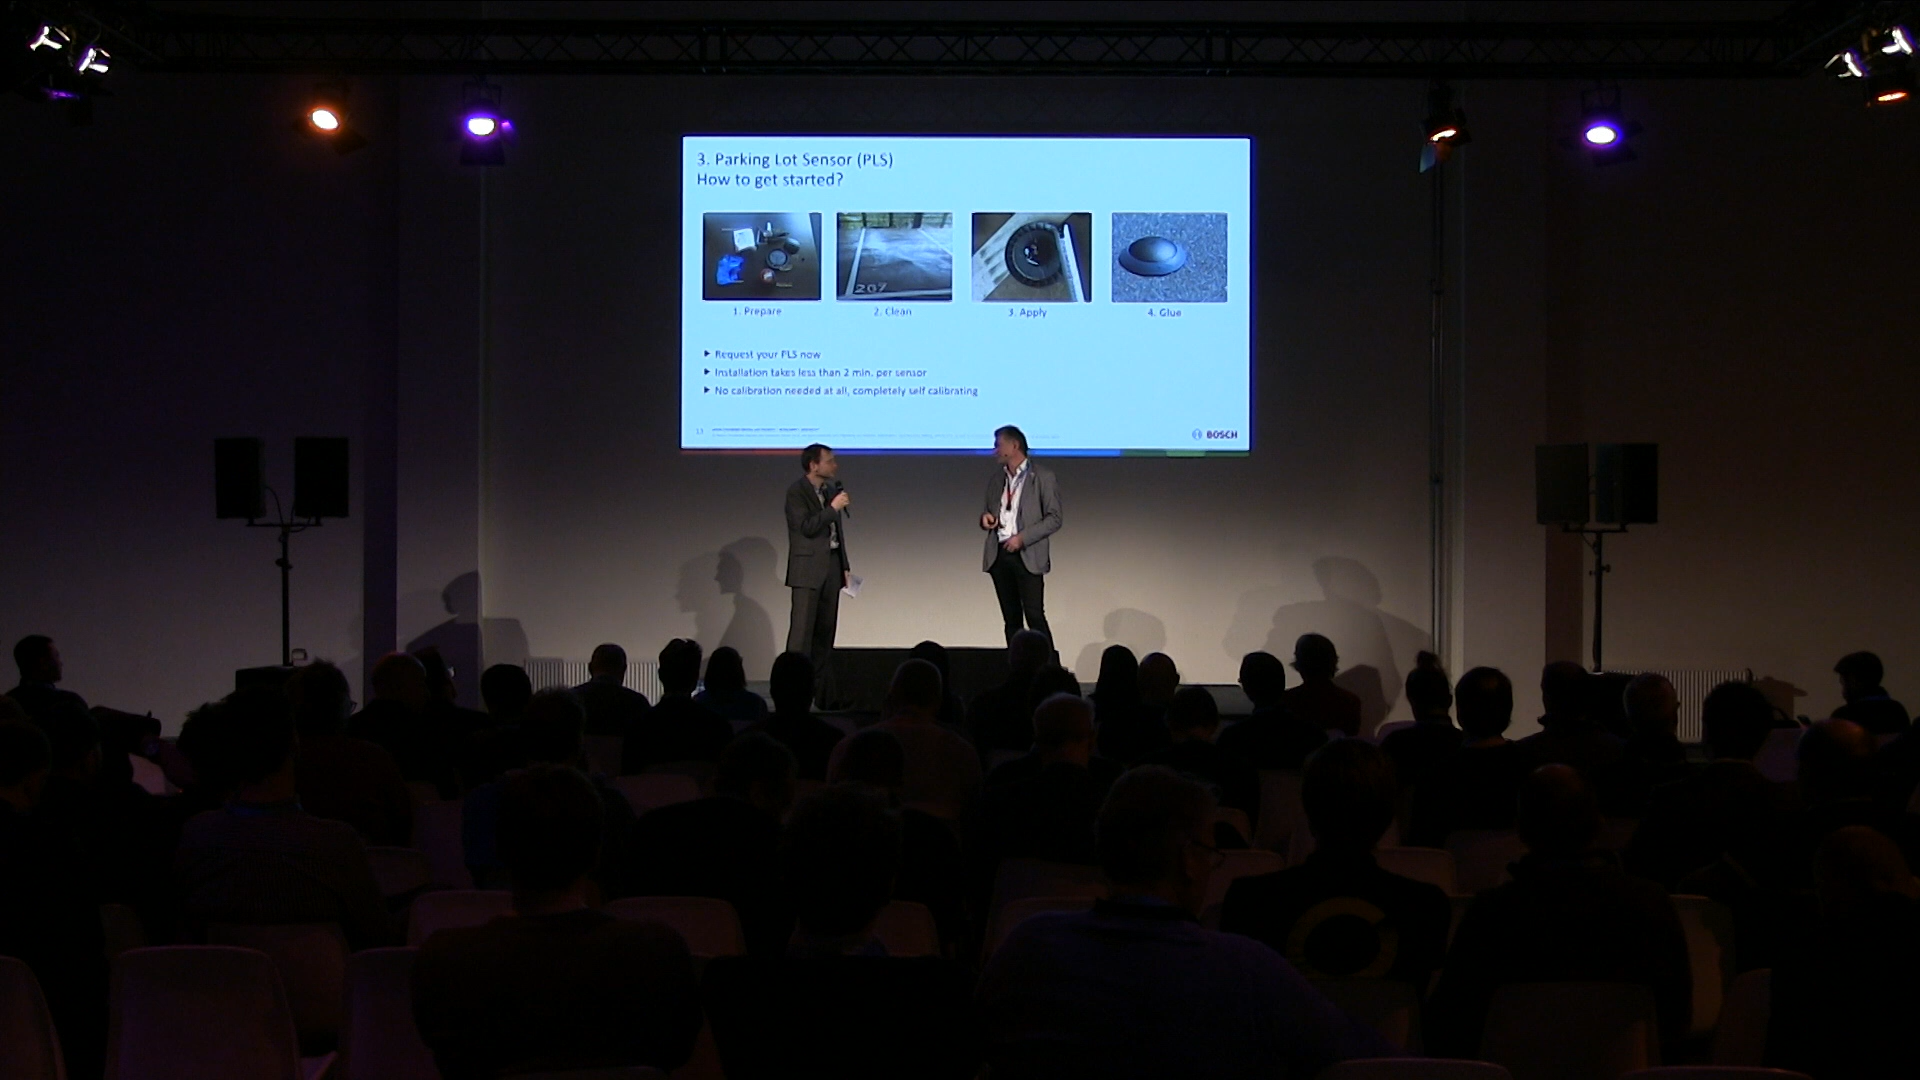 3. Parking Lot Sensor (PLS)
How to get started?
207
1. Prepare
2. Clean
3. Apply
4. Glue
Request your PLS now
Installation takes less than 2 min. per sensor
No calibration needed at all, completely self calibrating
13
BOSCH